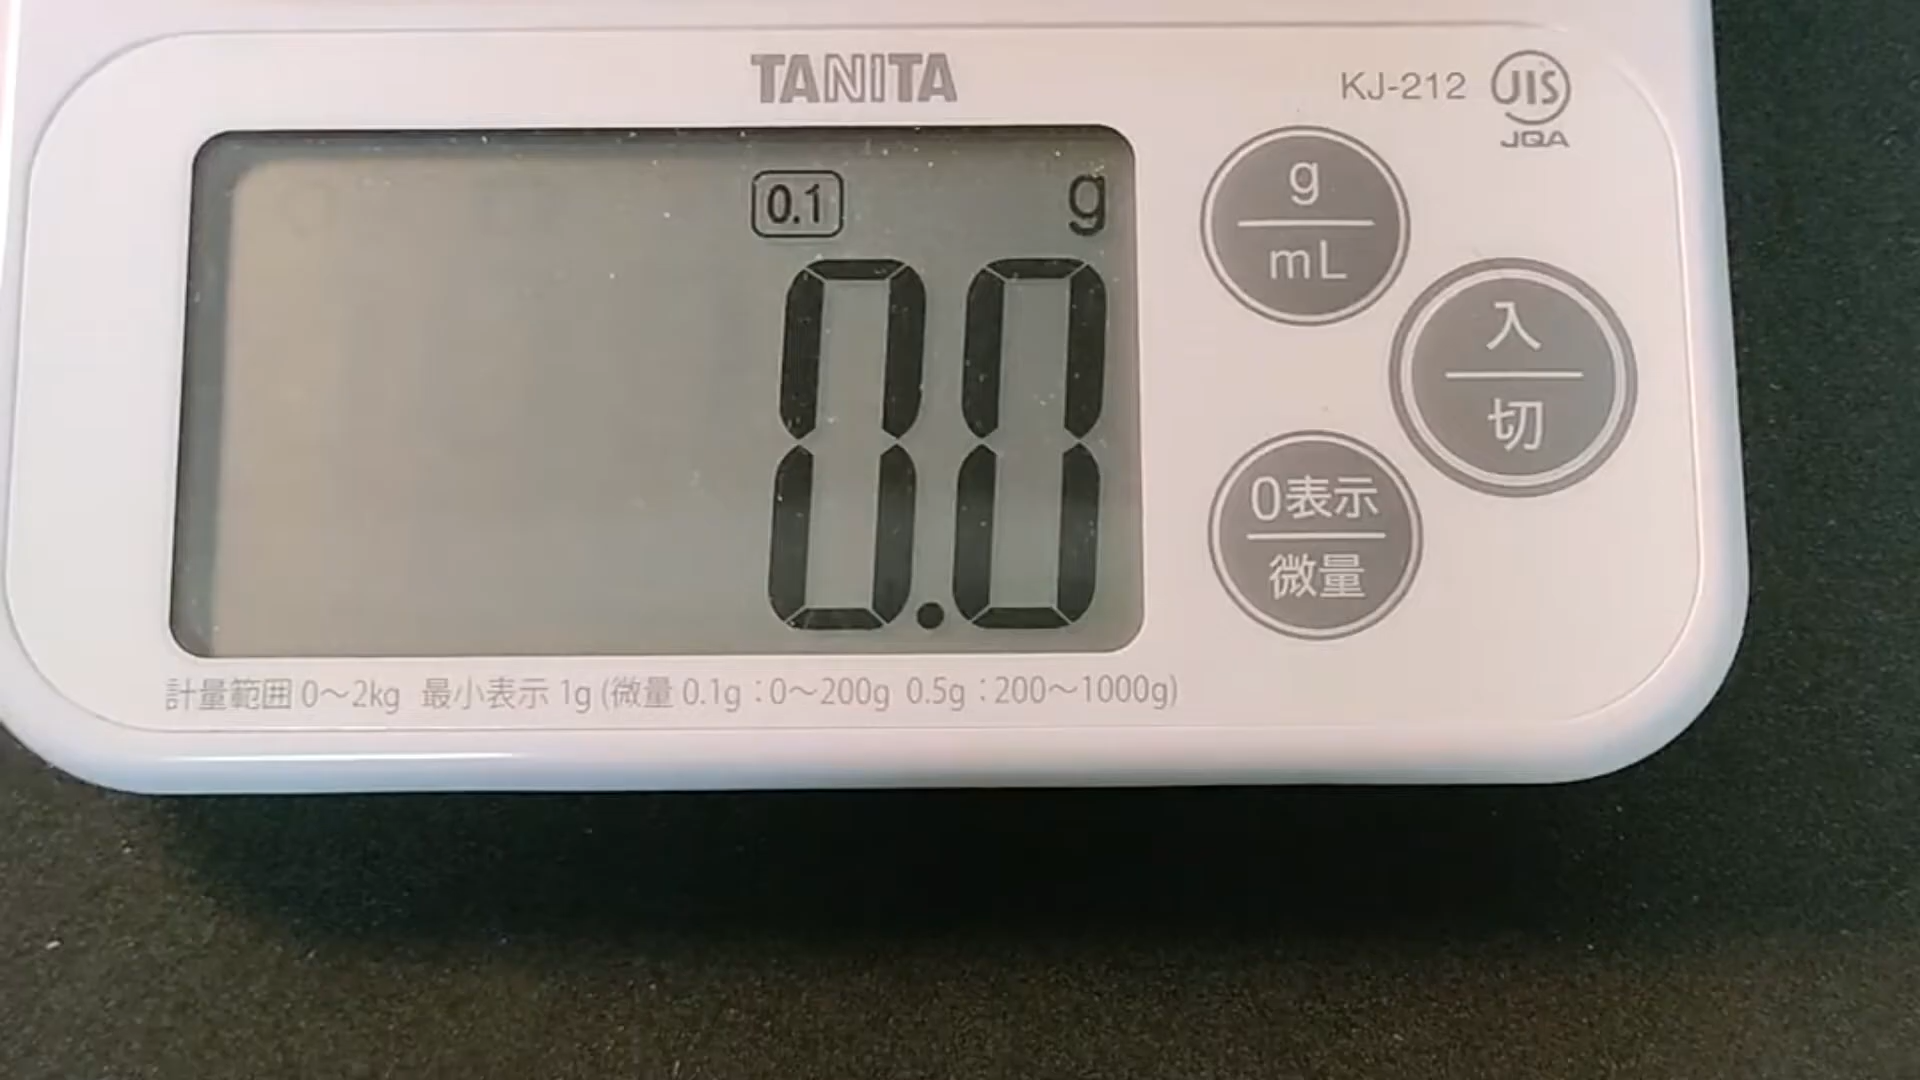 TANITA
KJ-212 JIS
JQA
0.1 g
0.0
g
mL
入
切
0表示
微量
計量範囲 0〜2kg 最小表示 1g (微量 0.1g：0〜200g 0.5g：200〜1000g)